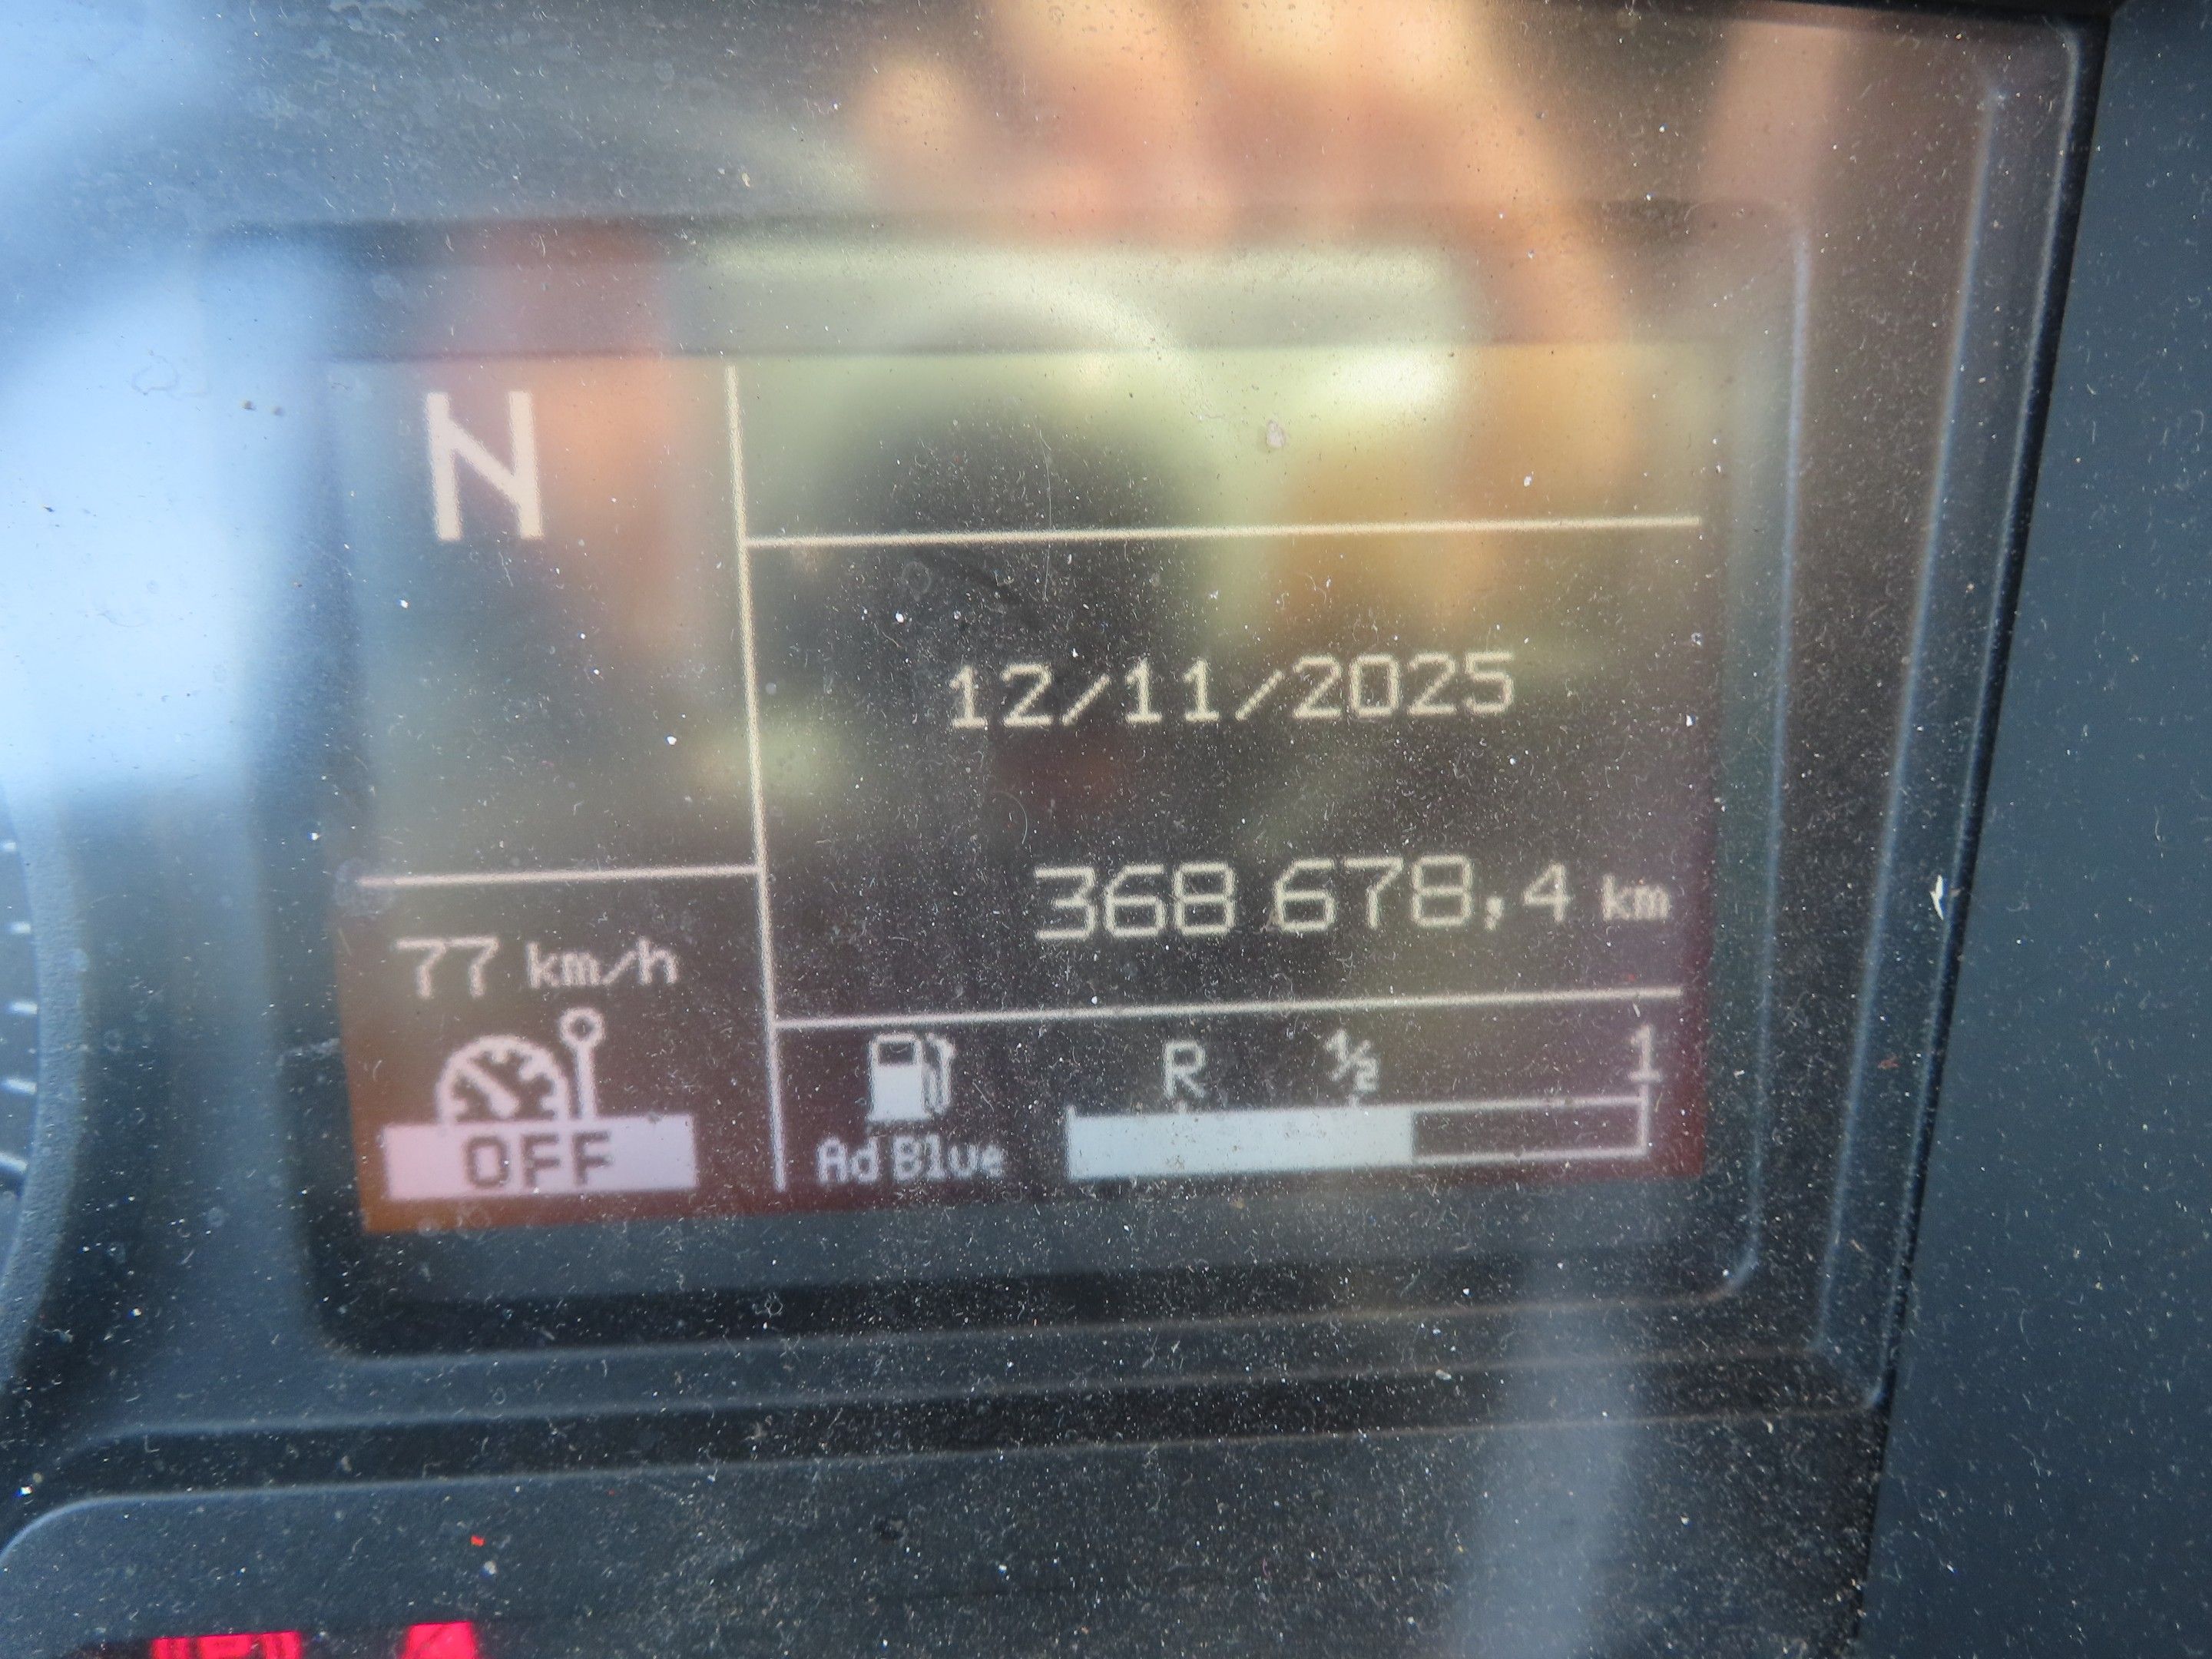 N
12/11/2025
368 678,4 km
77 km/h
OFF
R ½ 1
Ad Blue